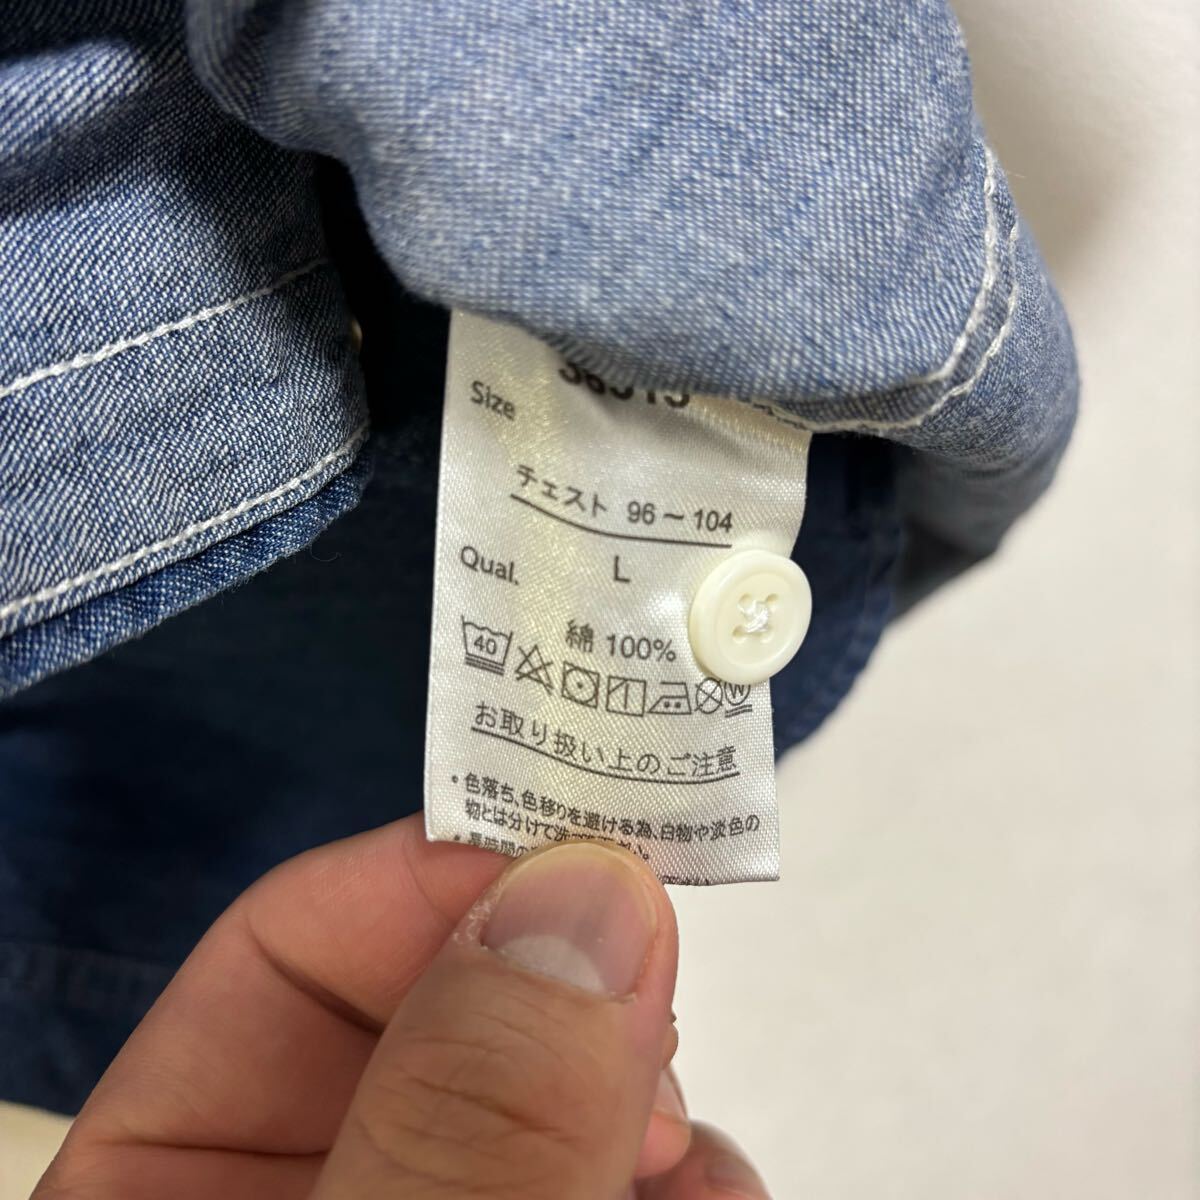 Size
チェスト 96～104
L
Qual.
綿 100%
40
W
お取り扱い上のご注意
・色落ち、色移りを避ける為、白物や淡色の
物とは分けて洗